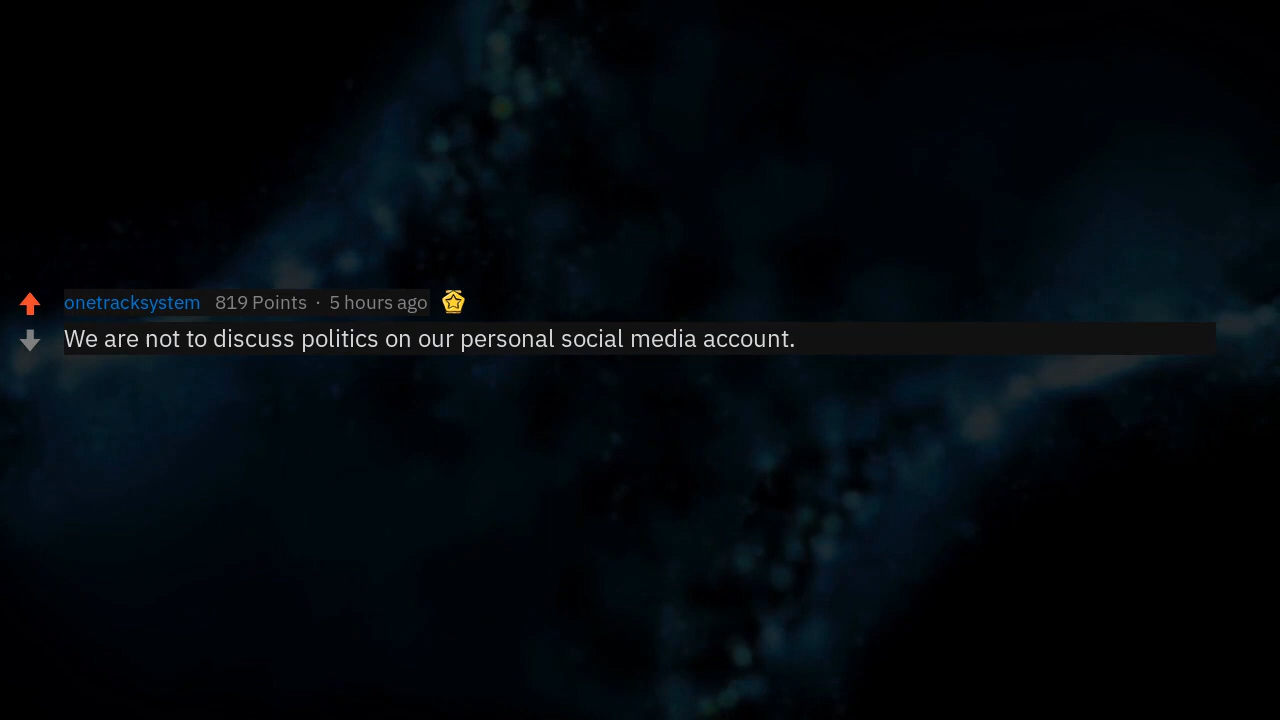 onetracksystem 819 Points · 5 hours ago
We are not to discuss politics on our personal social media account.